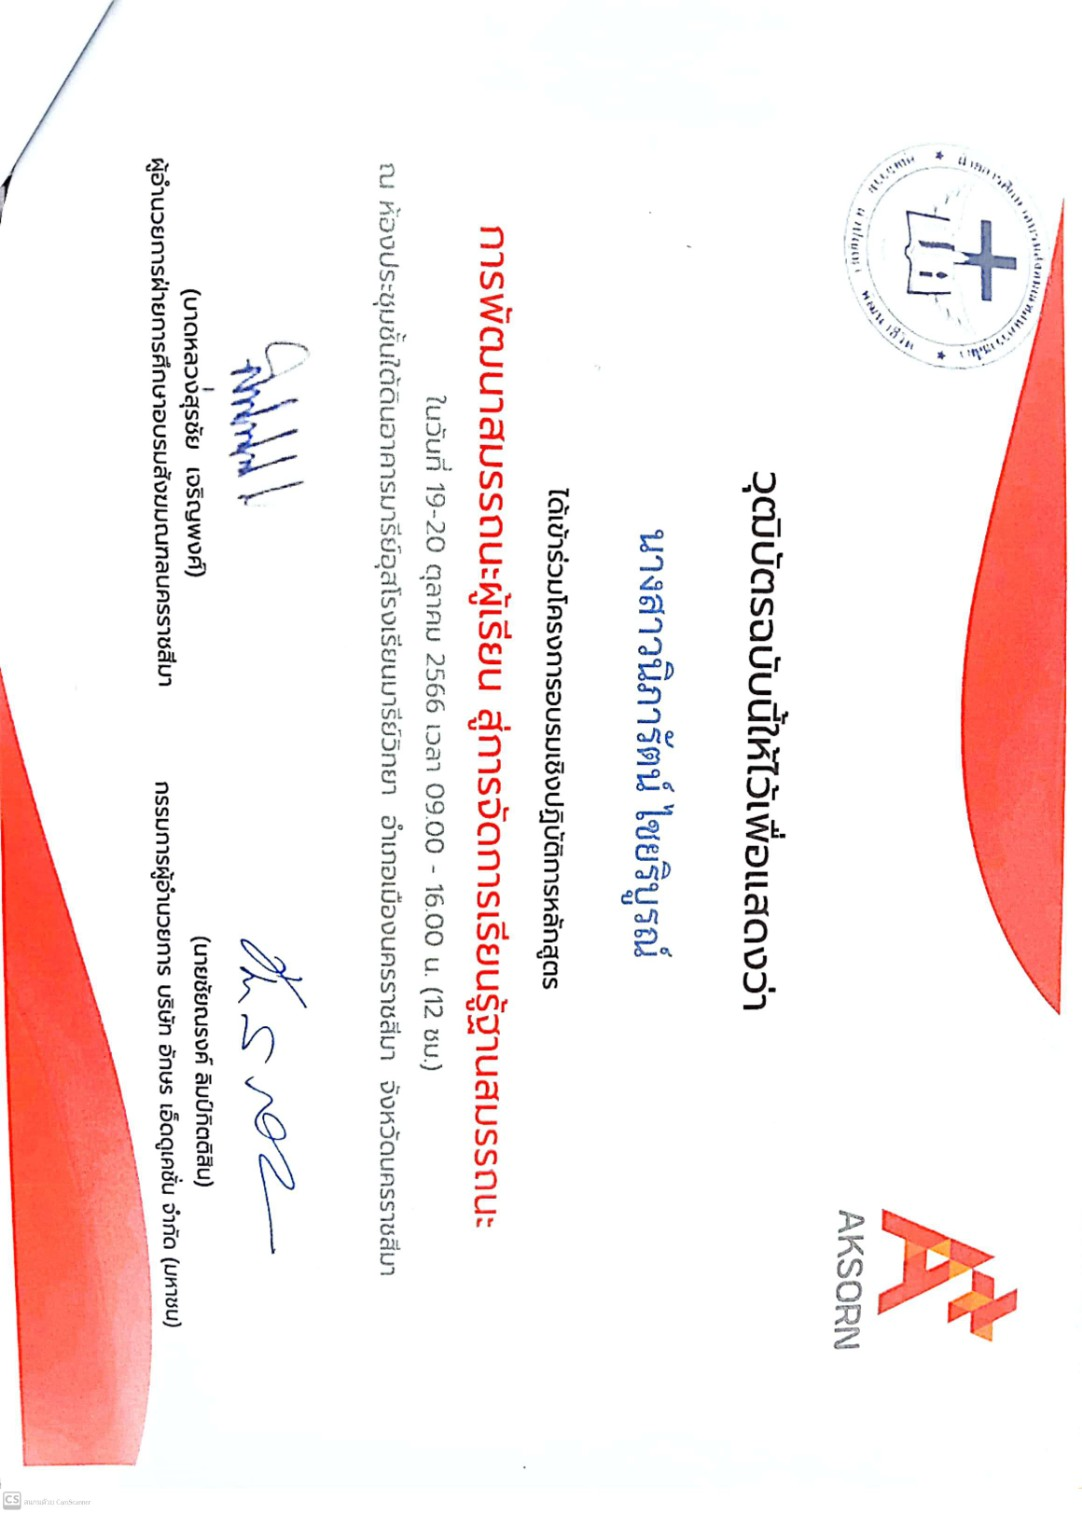 AKSORN
วุฒิบัตรฉบับนี้ให้ไว้เพื่อแสดงว่า
นางสาวนิภารัตน์ ไชยริบูรณ์
ได้เข้าร่วมโครงการอบรมเชิงปฏิบัติการหลักสูตร
การพัฒนาสมรรถนะผู้เรียน สู่การจัดการเรียนรู้ฐานสมรรถนะ
ในวันที่ 19-20 ตุลาคม 2566 เวลา 09.00 - 16.00 น. (12 ชม.)
ณ ห้องประชุมชั้นใต้ดินอาคารมารีย์อุสโรงเรียนมารีย์วิทยา อำเภอเมืองนครราชสีมา จังหวัดนครราชสีมา
(บาดหลวงสุรชัย เจริญพงศ์)
ผู้อำนวยการฝ่ายการศึกษาอบรมสังฆมณฑลนครราชสีมา
(นายชัยณรงค์ ลิมป์กิตติสิน)
กรรมการผู้อำนวยการ บริษัท อักษร เอ็ดดูเคชั่น จำกัด (มหาชน)
CS สแกนด้วย CamScanner